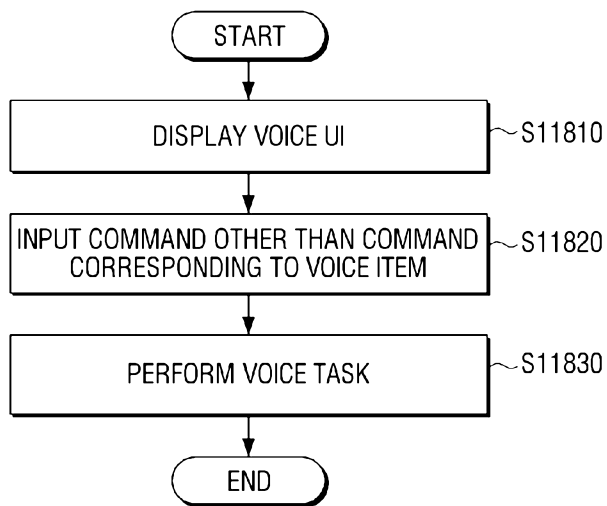 START
DISPLAY VOICE UI
S11810
INPUT COMMAND OTHER THAN COMMAND
CORRESPONDING TO VOICE ITEM
S11820
PERFORM VOICE TASK
S11830
END